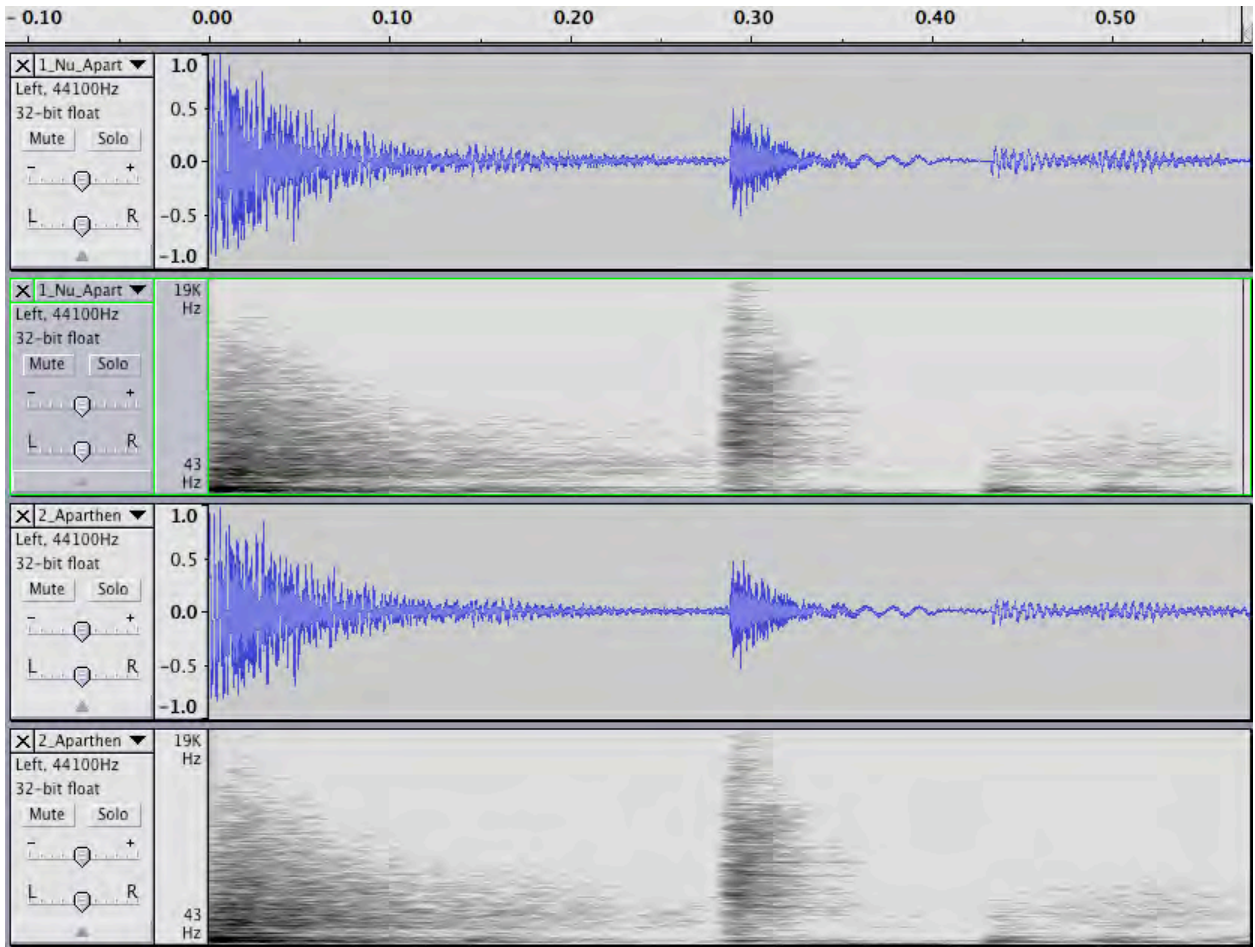 - 0.10 0.00 0.10 0.20 0.30 0.40 0.50
X 1_Nu_Apart ▼ 1.0
Left, 44100Hz
32-bit float 0.5
Mute Solo
- + 0.0
L R -0.5
-1.0
X 1_Nu_Apart ▼ 19K
Left, 44100Hz Hz
32-bit float
Mute Solo
- +
L R 43
Hz
X 2_Aparthen ▼ 1.0
Left, 44100Hz
32-bit float 0.5
Mute Solo
- + 0.0
L R -0.5
-1.0
X 2_Aparthen ▼ 19K
Left, 44100Hz Hz
32-bit float
Mute Solo
- +
L R 43
Hz